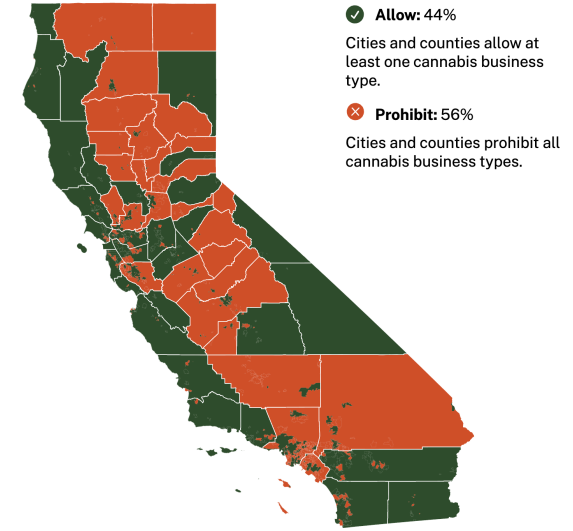 Allow: 44%
Cities and counties allow at
least one cannabis business
type.
Prohibit: 56%
Cities and counties prohibit all
cannabis business types.